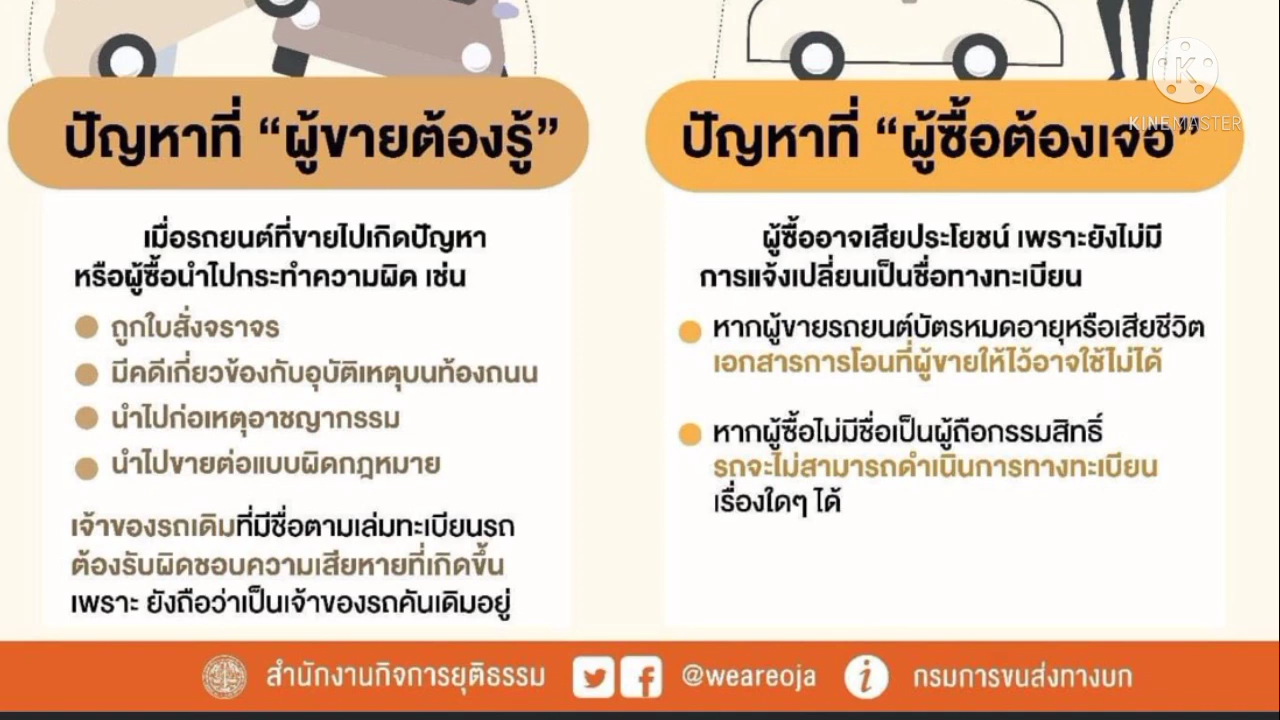 ปัญหาที่ “ผู้ขายต้องรู้”
เมื่อรถยนต์ที่ขายไปเกิดปัญหา
หรือผู้ซื้อนำไปกระทำความผิด เช่น
ถูกใบสั่งจราจร
มีคดีเกี่ยวข้องกับอุบัติเหตุบนท้องถนน
นำไปก่อเหตุอาชญากรรม
นำไปขายต่อแบบผิดกฎหมาย
เจ้าของรถเดิมที่มีชื่อตามเล่มทะเบียนรถ
ต้องรับผิดชอบความเสียหายที่เกิดขึ้น
เพราะ ยังถือว่าเป็นเจ้าของรถคันเดิมอยู่
ปัญหาที่ “ผู้ซื้อต้องเจอ”
KINEMASTER
ผู้ซื้ออาจเสียประโยชน์ เพราะยังไม่มี
การแจ้งเปลี่ยนเป็นชื่อทางทะเบียน
หากผู้ขายรถยนต์บัตรหมดอายุหรือเสียชีวิต
เอกสารการโอนที่ผู้ขายให้ไว้อาจใช้ไม่ได้
หากผู้ซื้อไม่มีชื่อเป็นผู้ถือกรรมสิทธิ์
รถจะไม่สามารถดำเนินการทางทะเบียน
เรื่องใดๆ ได้
สำนักงานกิจการยุติธรรม @weareoja กรมการขนส่งทางบก